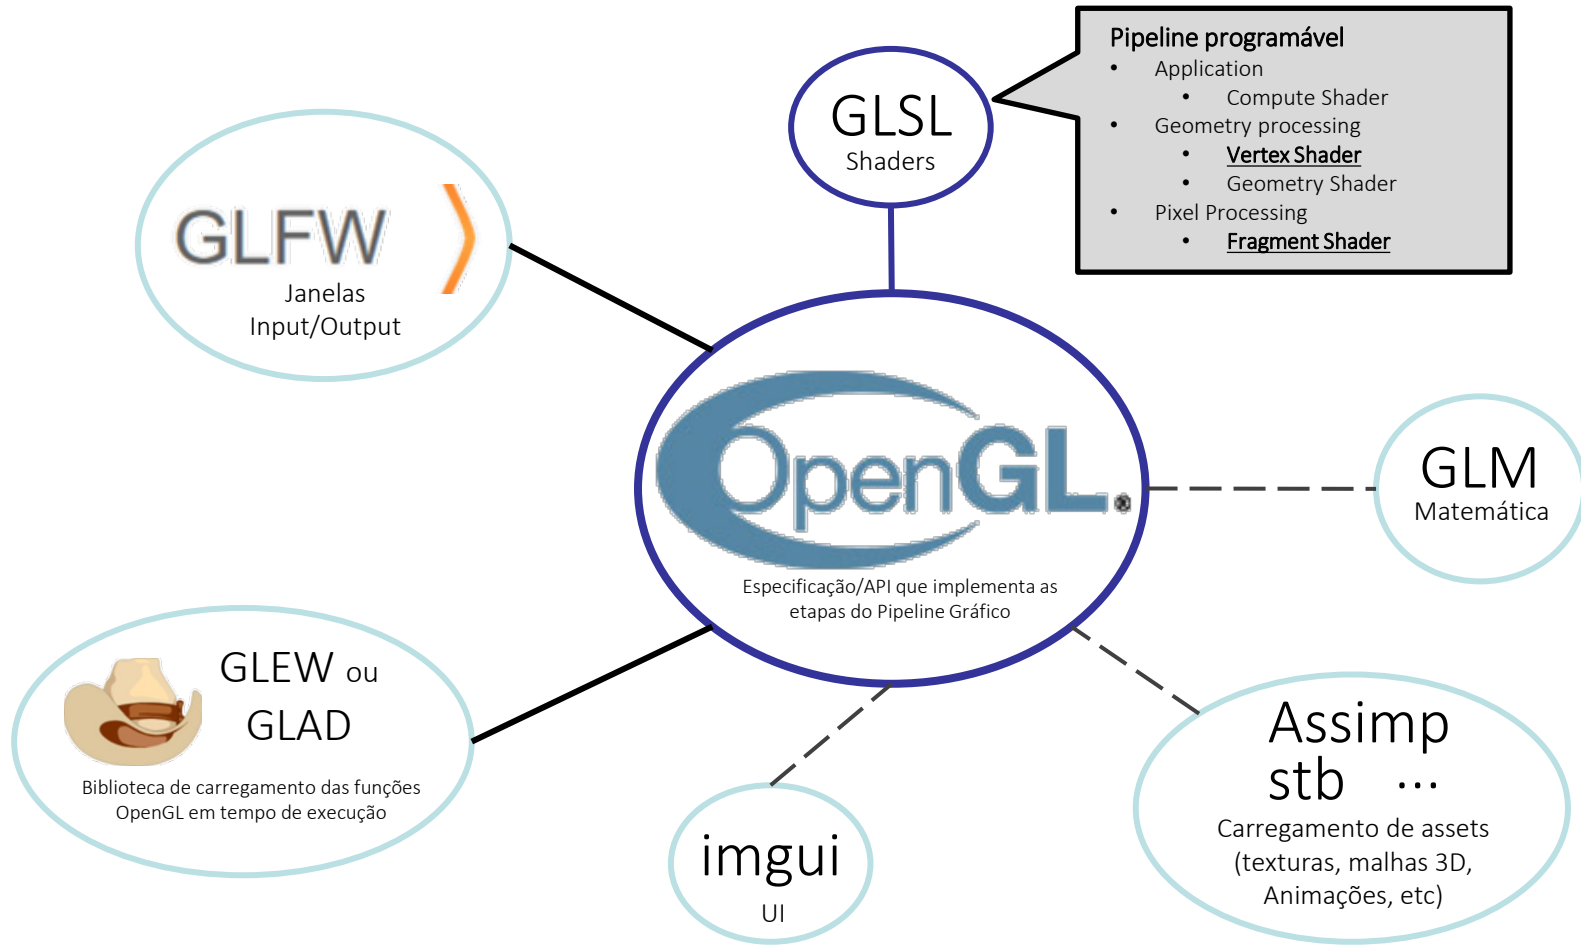 Pipeline programável
• Application
• Compute Shader
• Geometry processing
• Vertex Shader
• Geometry Shader
• Pixel Processing
• Fragment Shader
GLSL
Shaders
GLFW
Janelas
Input/Output
OpenGL®
Especificação/API que implementa as
etapas do Pipeline Gráfico
GLM
Matemática
GLEW ou
GLAD
Biblioteca de carregamento das funções
OpenGL em tempo de execução
imgui
UI
Assimp
stb ...
Carregamento de assets
(texturas, malhas 3D,
Animações, etc)